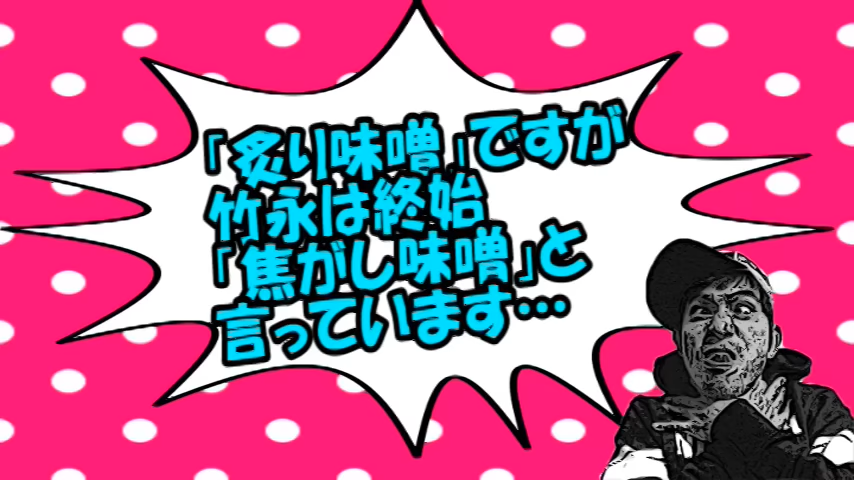 「炙り味噌」ですが
竹永は終始
「焦がし味噌」と
言っています…